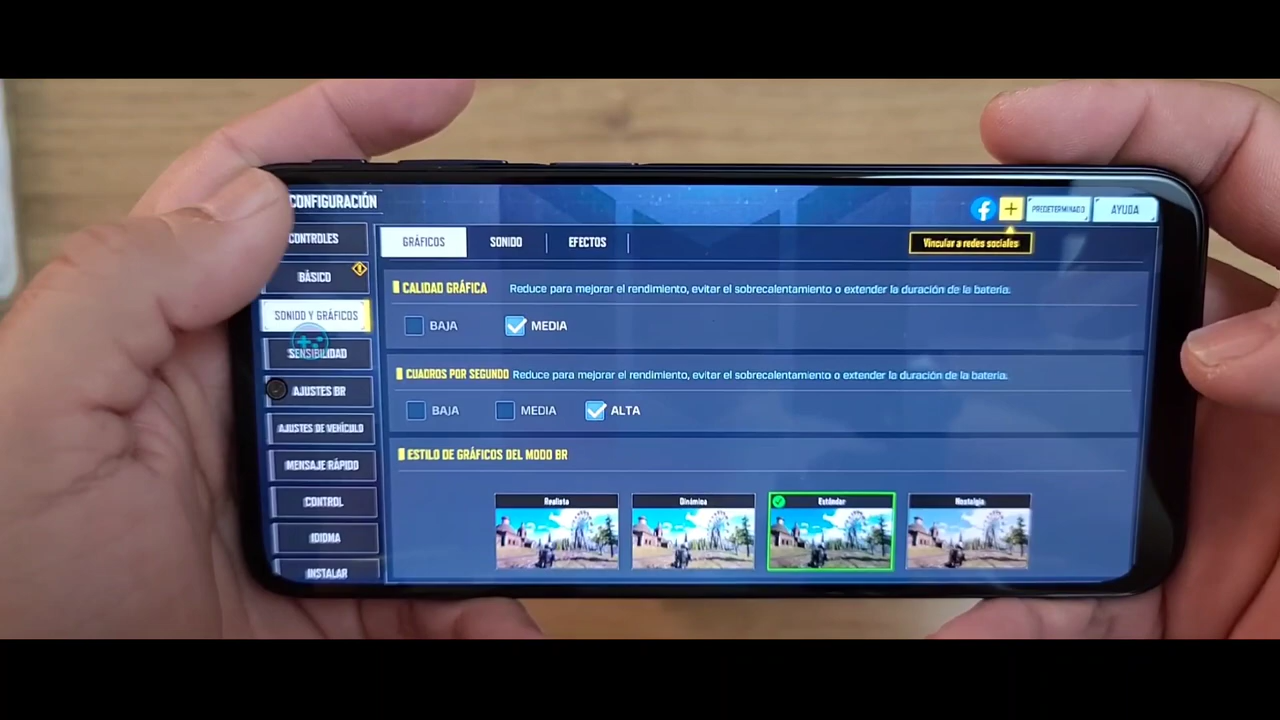 CONFIGURACIÓN
PREDETERMINADO
AYUDA
Vincular a redes sociales
CONTROLES
BÁSICO
SONIDO Y GRÁFICOS
SENSIBILIDAD
AJUSTES BR
AJUSTES DE VEHÍCULO
MENSAJE RÁPIDO
CONTROL
IDIOMA
INSTALAR
GRÁFICOS
SONIDO
EFECTOS
CALIDAD GRÁFICA Reduce para mejorar el rendimiento, evitar el sobrecalentamiento o extender la duración de la batería.
BAJA
MEDIA
CUADROS POR SEGUNDO Reduce para mejorar el rendimiento, evitar el sobrecalentamiento o extender la duración de la batería.
BAJA
MEDIA
ALTA
ESTILO DE GRÁFICOS DEL MODO BR
Realista
Dinámica
Estándar
Nostalgia